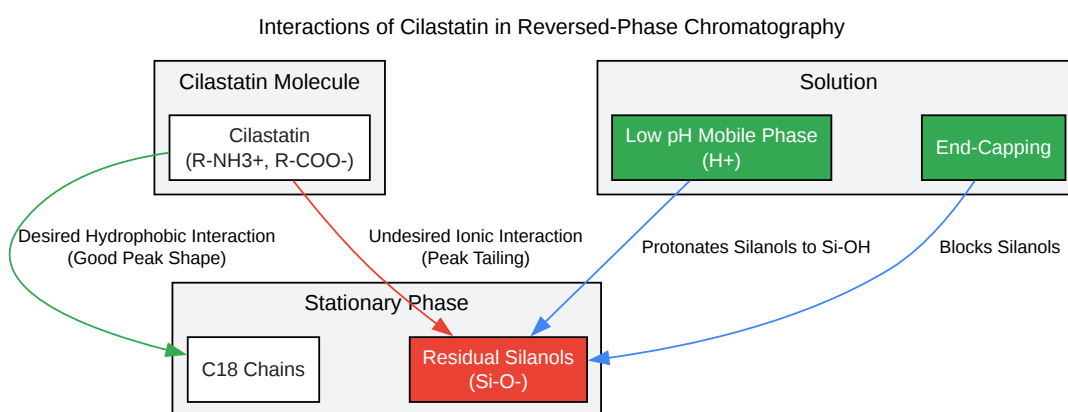 Interactions of Cilastatin in Reversed-Phase Chromatography
Cilastatin Molecule
Cilastatin
(R-NH3+, R-COO-)
Solution
Low pH Mobile Phase
(H+)
End-Capping
Desired Hydrophobic Interaction
(Good Peak Shape)
Undesired Ionic Interaction
(Peak Tailing)
Protonates Silanols to Si-OH
Blocks Silanols
Stationary Phase
C18 Chains
Residual Silanols
(Si-O-)